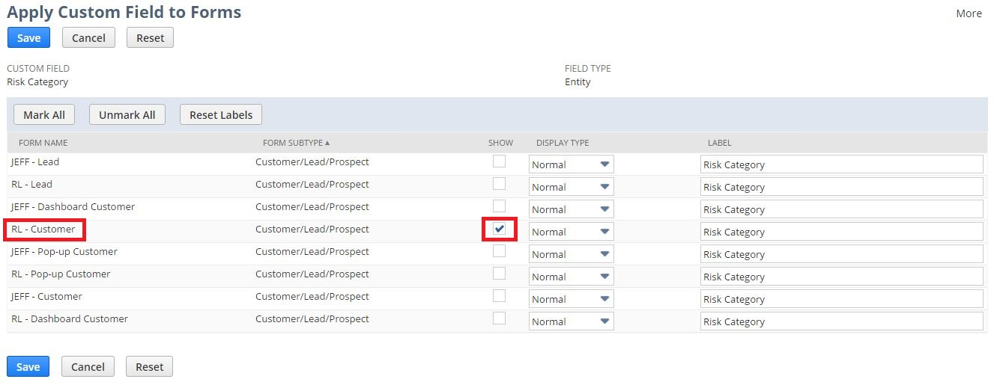 Apply Custom Field to Forms
More
Save Cancel Reset
CUSTOM FIELD FIELD TYPE
Risk Category Entity
Mark All Unmark All Reset Labels
FORM NAME FORM SUBTYPE ▲ SHOW DISPLAY TYPE LABEL
JEFF - Lead Customer/Lead/Prospect Normal Risk Category
RL - Lead Customer/Lead/Prospect Normal Risk Category
JEFF - Dashboard Customer Customer/Lead/Prospect Normal Risk Category
RL - Customer Customer/Lead/Prospect Normal Risk Category
JEFF - Pop-up Customer Customer/Lead/Prospect Normal Risk Category
RL - Pop-up Customer Customer/Lead/Prospect Normal Risk Category
JEFF - Customer Customer/Lead/Prospect Normal Risk Category
RL - Dashboard Customer Customer/Lead/Prospect Normal Risk Category
Save Cancel Reset